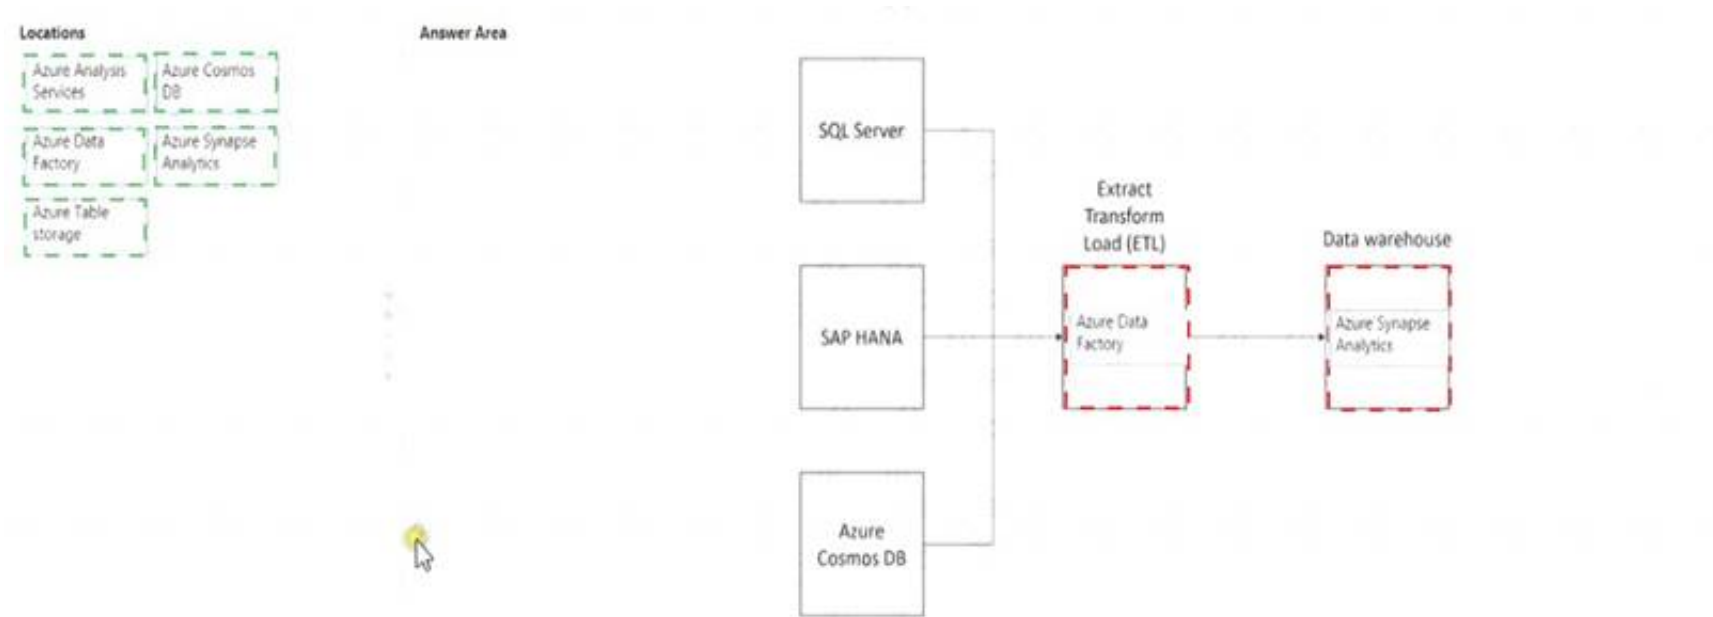 Locations
Azure Analysis
Services
Azure Cosmos
DB
Azure Data
Factory
Azure Synapse
Analytics
Azure Table
storage
Answer Area
SQL Server
SAP HANA
Azure
Cosmos DB
Extract
Transform
Load (ETL)
Azure Data
Factory
Data warehouse
Azure Synapse
Analytics